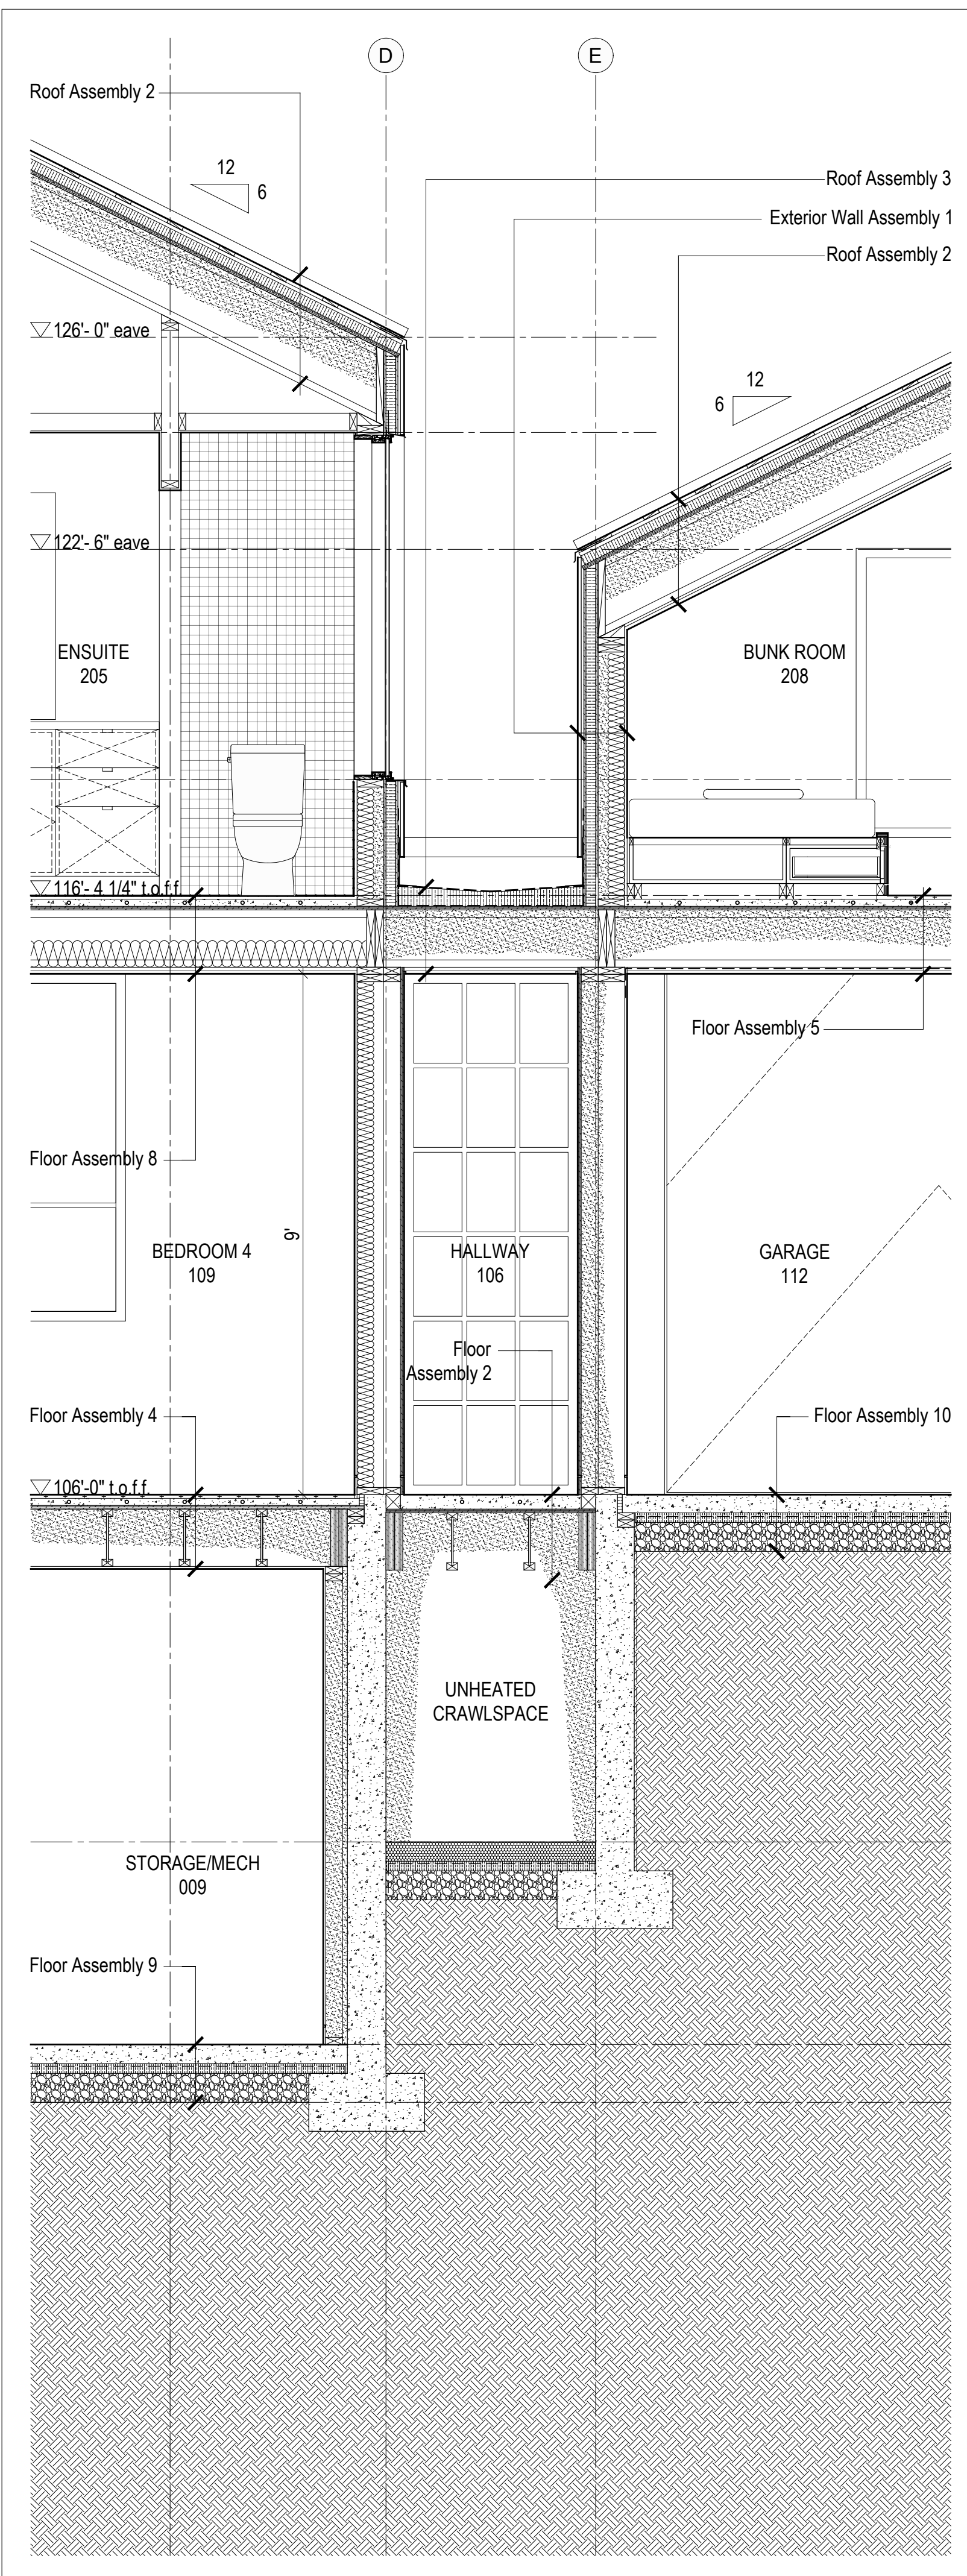 D
E
Roof Assembly 2
12
6
Roof Assembly 3
Exterior Wall Assembly 1
Roof Assembly 2
126'- 0" eave
12
6
122'- 6" eave
ENSUITE
205
BUNK ROOM
208
116'- 4 1/4" t.o.f.f.
Floor Assembly 5
Floor Assembly 8
9'
BEDROOM 4
109
HALLWAY
106
GARAGE
112
Floor
Assembly 2
Floor Assembly 4
Floor Assembly 10
106'-0" t.o.f.f.
UNHEATED
CRAWLSPACE
STORAGE/MECH
009
Floor Assembly 9